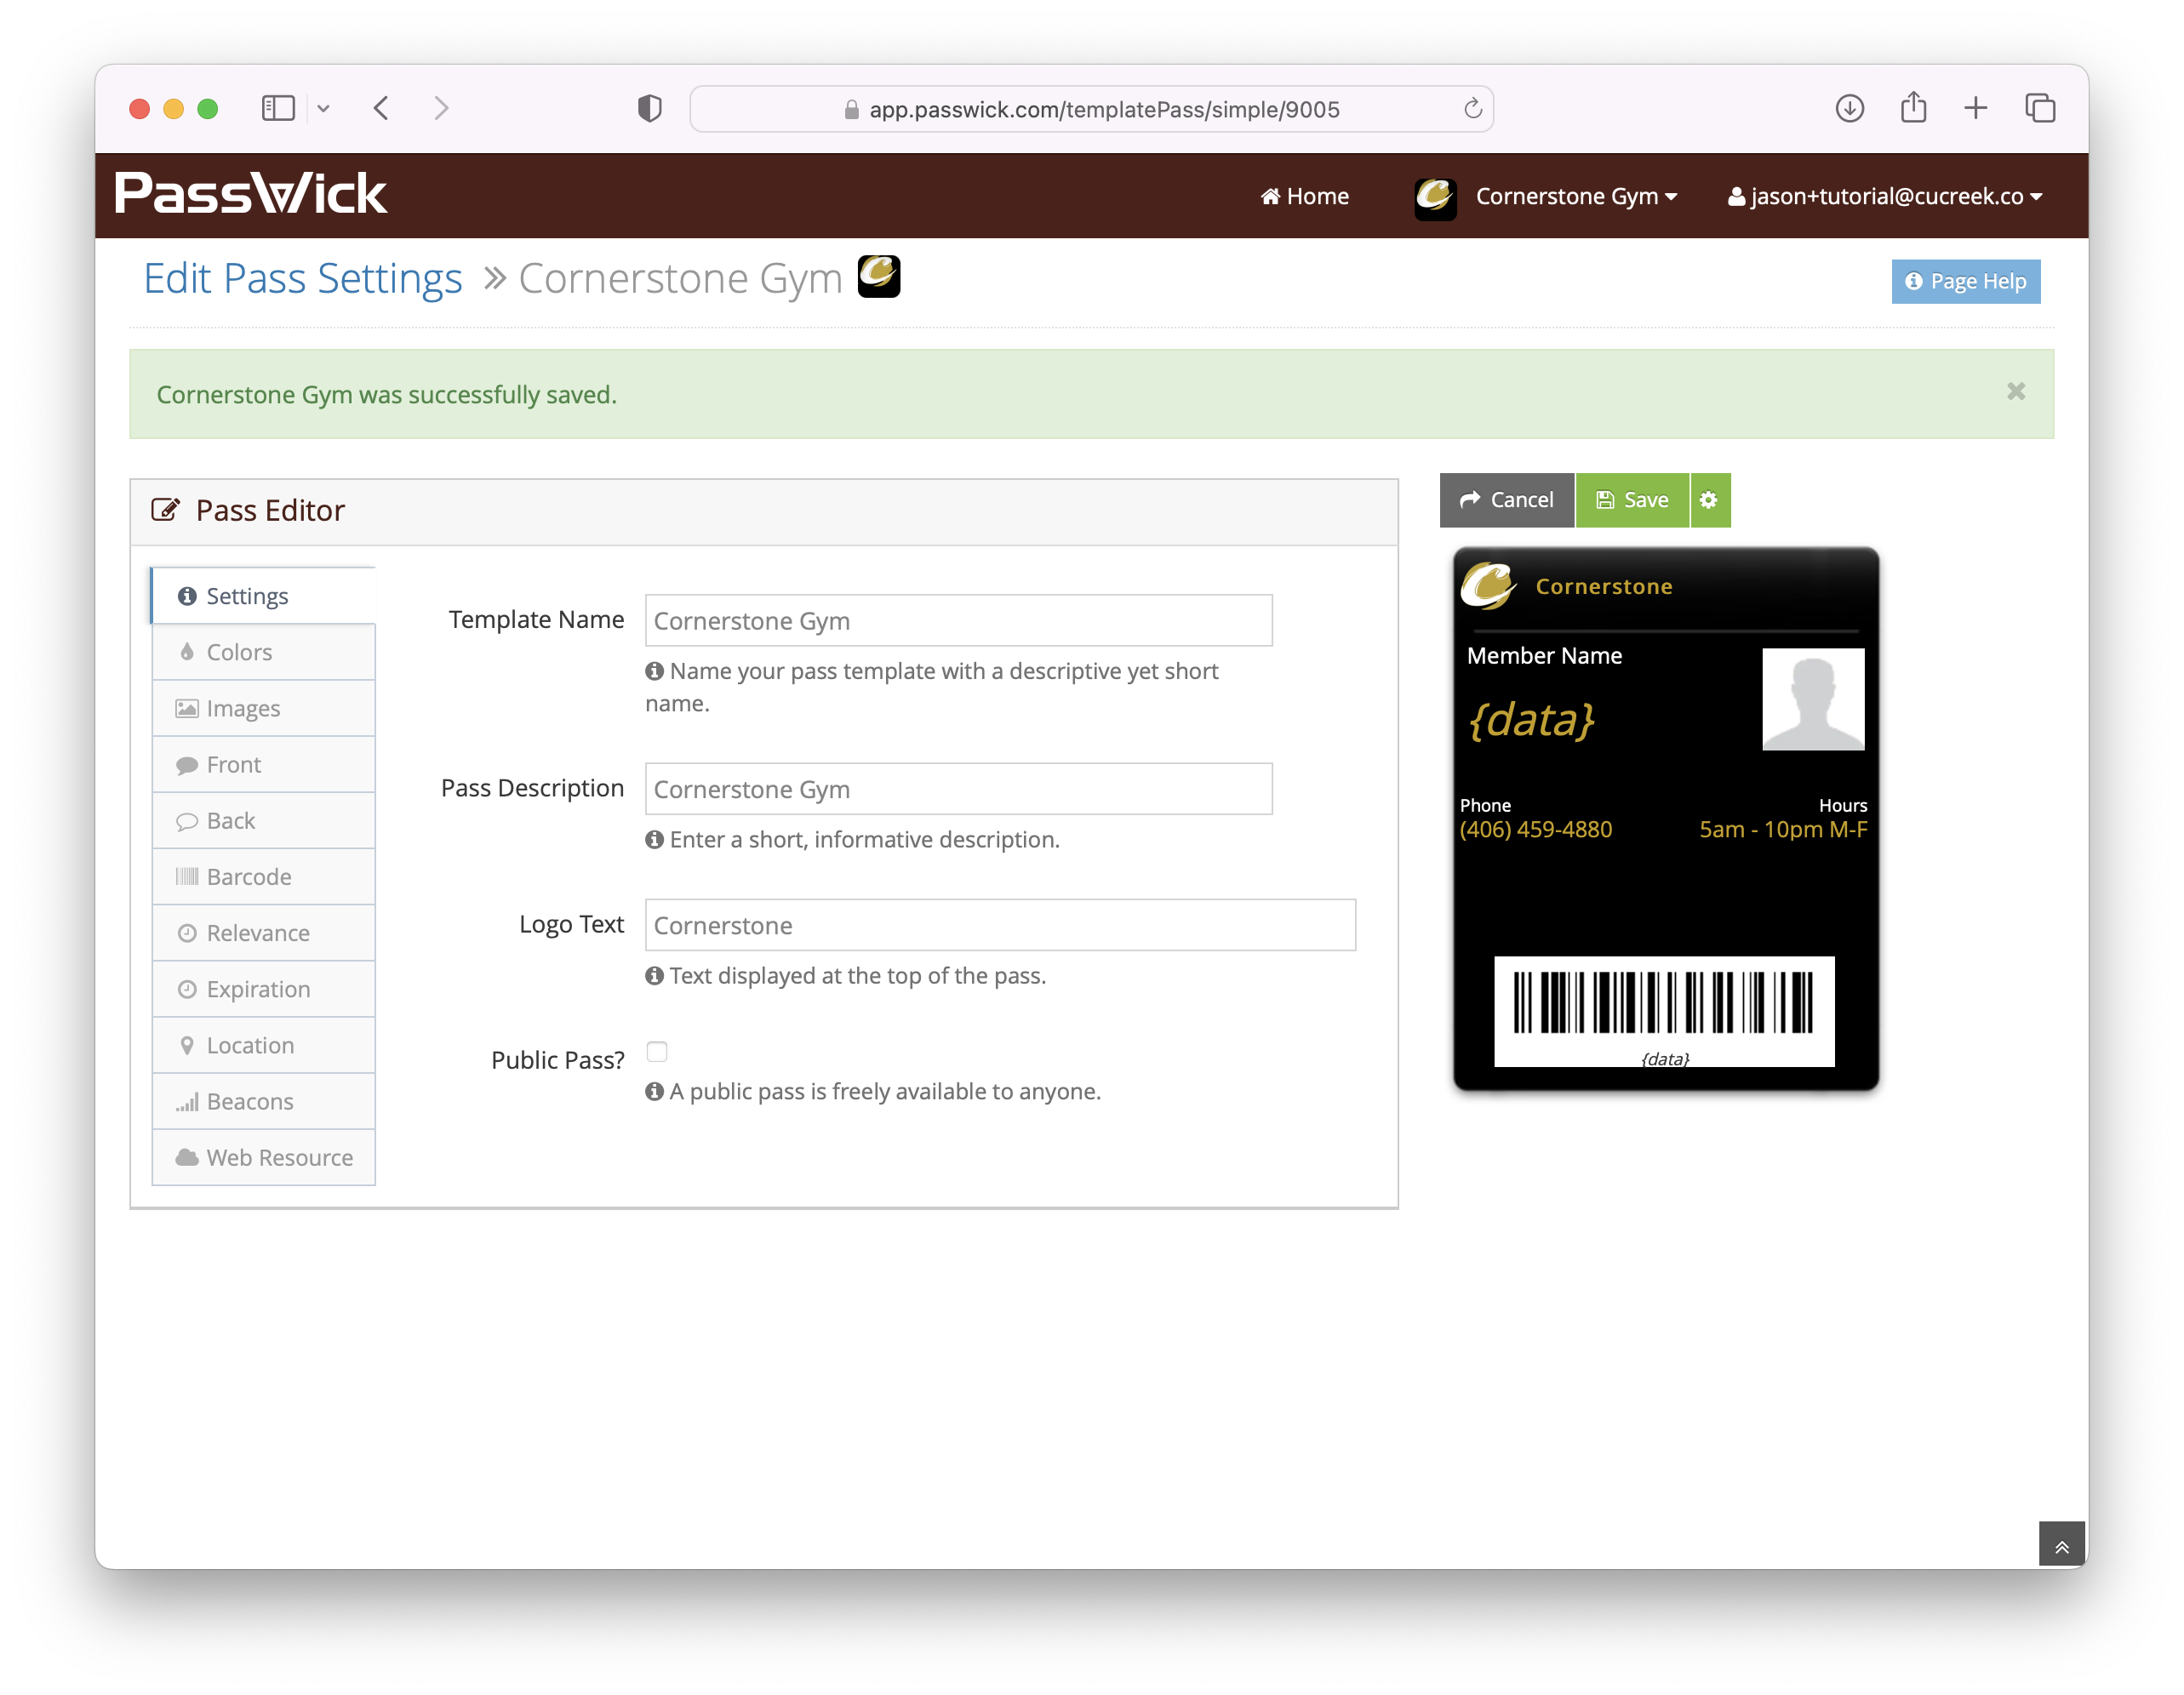 app.passwick.com/templatePass/simple/9005
PassWick
Home
Cornerstone Gym
jason+tutorial@cucreek.co
Edit Pass Settings » Cornerstone Gym
Page Help
Cornerstone Gym was successfully saved.
Pass Editor
Cancel
Save
Settings
Colors
Images
Front
Back
Barcode
Relevance
Expiration
Location
Beacons
Web Resource
Template Name
Cornerstone Gym
Name your pass template with a descriptive yet short
name.
Pass Description
Cornerstone Gym
Enter a short, informative description.
Logo Text
Cornerstone
Text displayed at the top of the pass.
Public Pass?
A public pass is freely available to anyone.
Cornerstone
Member Name
{data}
Phone
Hours
(406) 459-4880
5am - 10pm M-F
{data}